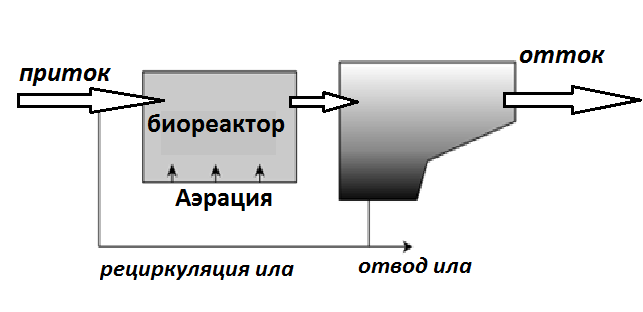 приток
отток
биореактор
Аэрация
рециркуляция ила
отвод ила